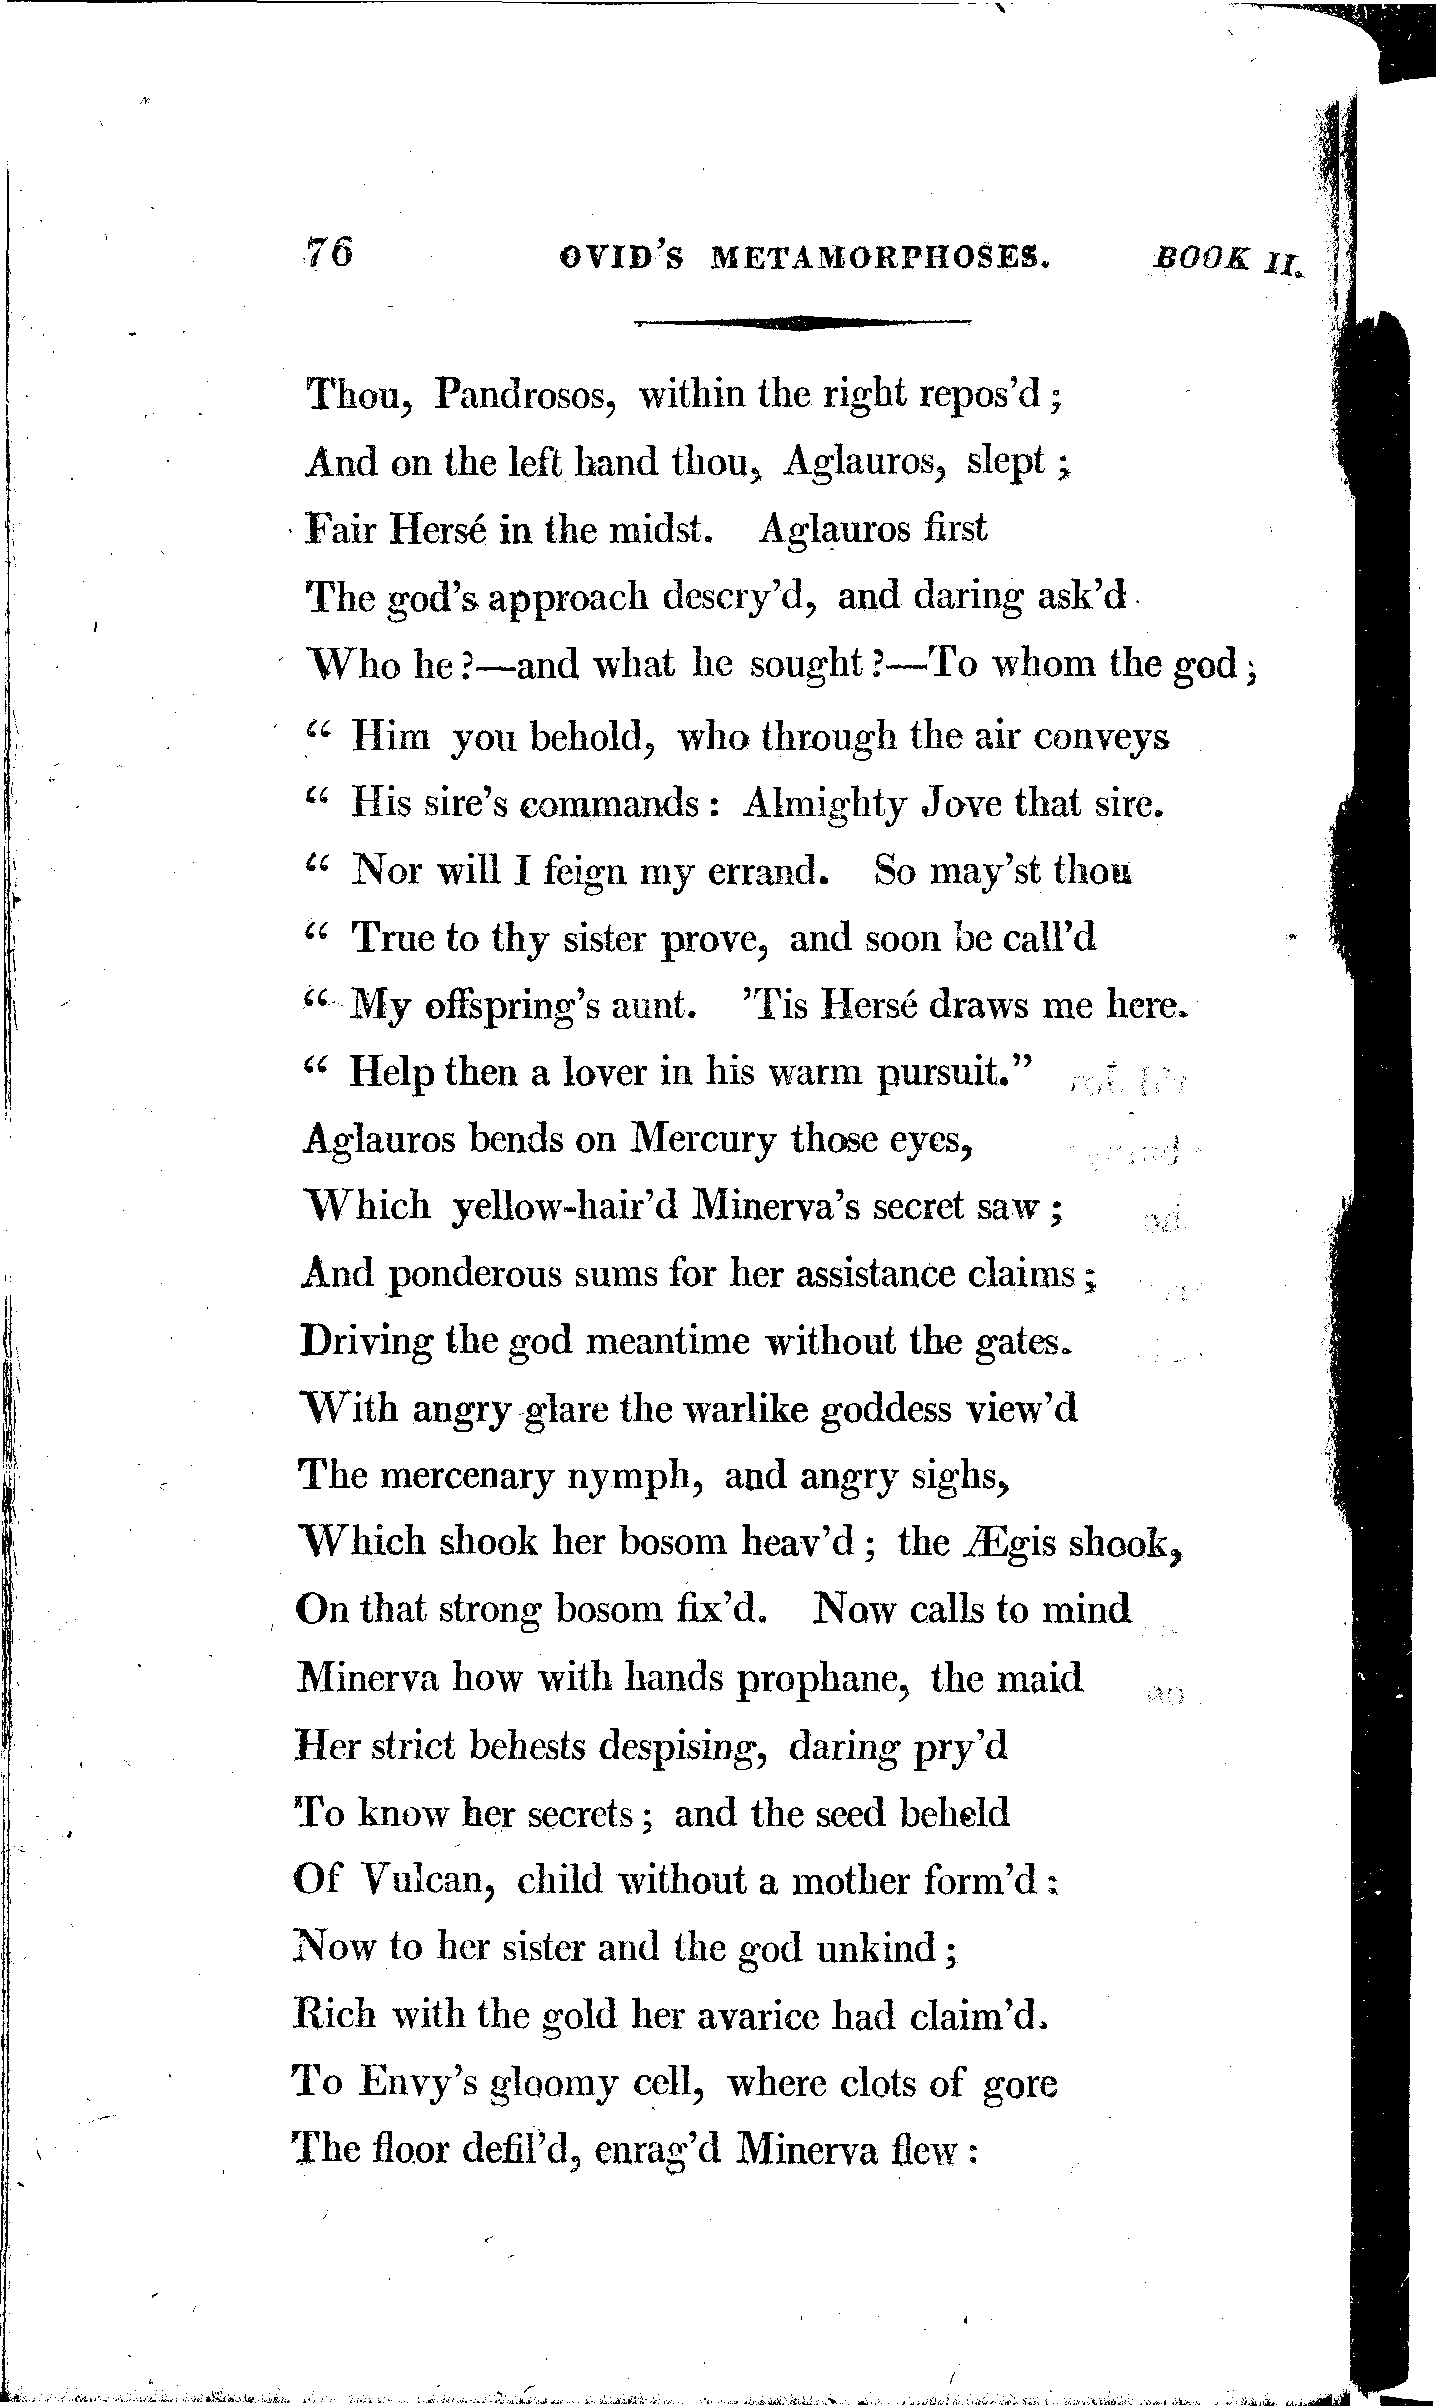 76 OVID'S METAMORPHOSES. BOOK II.
Thou, Pandrosos, within the right repos'd;
And on the left hand thou, Aglauros, slept;
Fair Hersé in the midst. Aglauros first
The god's approach descry'd, and daring ask'd
Who he?—and what he sought?—To whom the god;
“ Him you behold, who through the air conveys
“ His sire's commands: Almighty Jove that sire.
“ Nor will I feign my errand. So may'st thou
“ True to thy sister prove, and soon be call'd
“ My offspring's aunt. 'Tis Hersé draws me here.
“ Help then a lover in his warm pursuit.”
Aglauros bends on Mercury those eyes,
Which yellow-hair'd Minerva's secret saw;
And ponderous sums for her assistance claims;
Driving the god meantime without the gates.
With angry glare the warlike goddess view'd
The mercenary nymph, and angry sighs,
Which shook her bosom heav'd; the Ægis shook,
On that strong bosom fix'd. Now calls to mind
Minerva how with hands prophane, the maid
Her strict behests despising, daring pry'd
To know her secrets; and the seed beheld
Of Vulcan, child without a mother form'd:
Now to her sister and the god unkind;
Rich with the gold her avarice had claim'd.
To Envy's gloomy cell, where clots of gore
The floor defil'd, enrag'd Minerva flew: